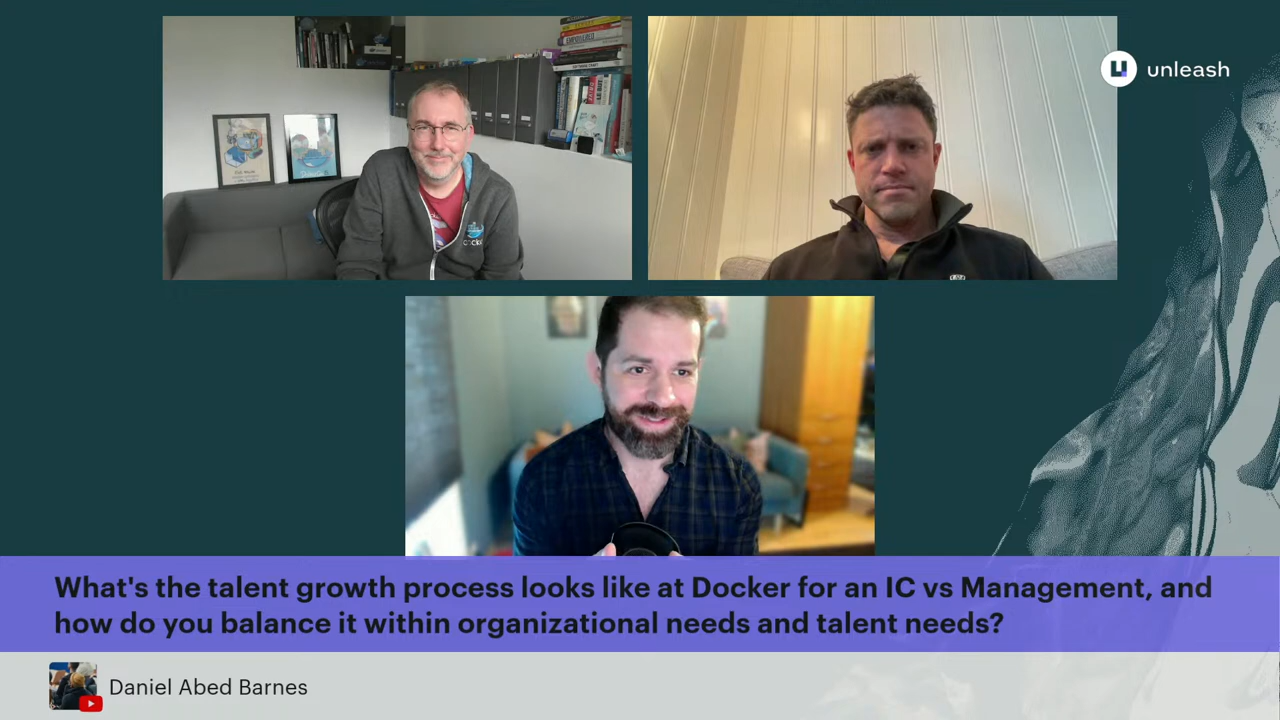 unleash
What's the talent growth process looks like at Docker for an IC vs Management, and
how do you balance it within organizational needs and talent needs?
Daniel Abed Barnes